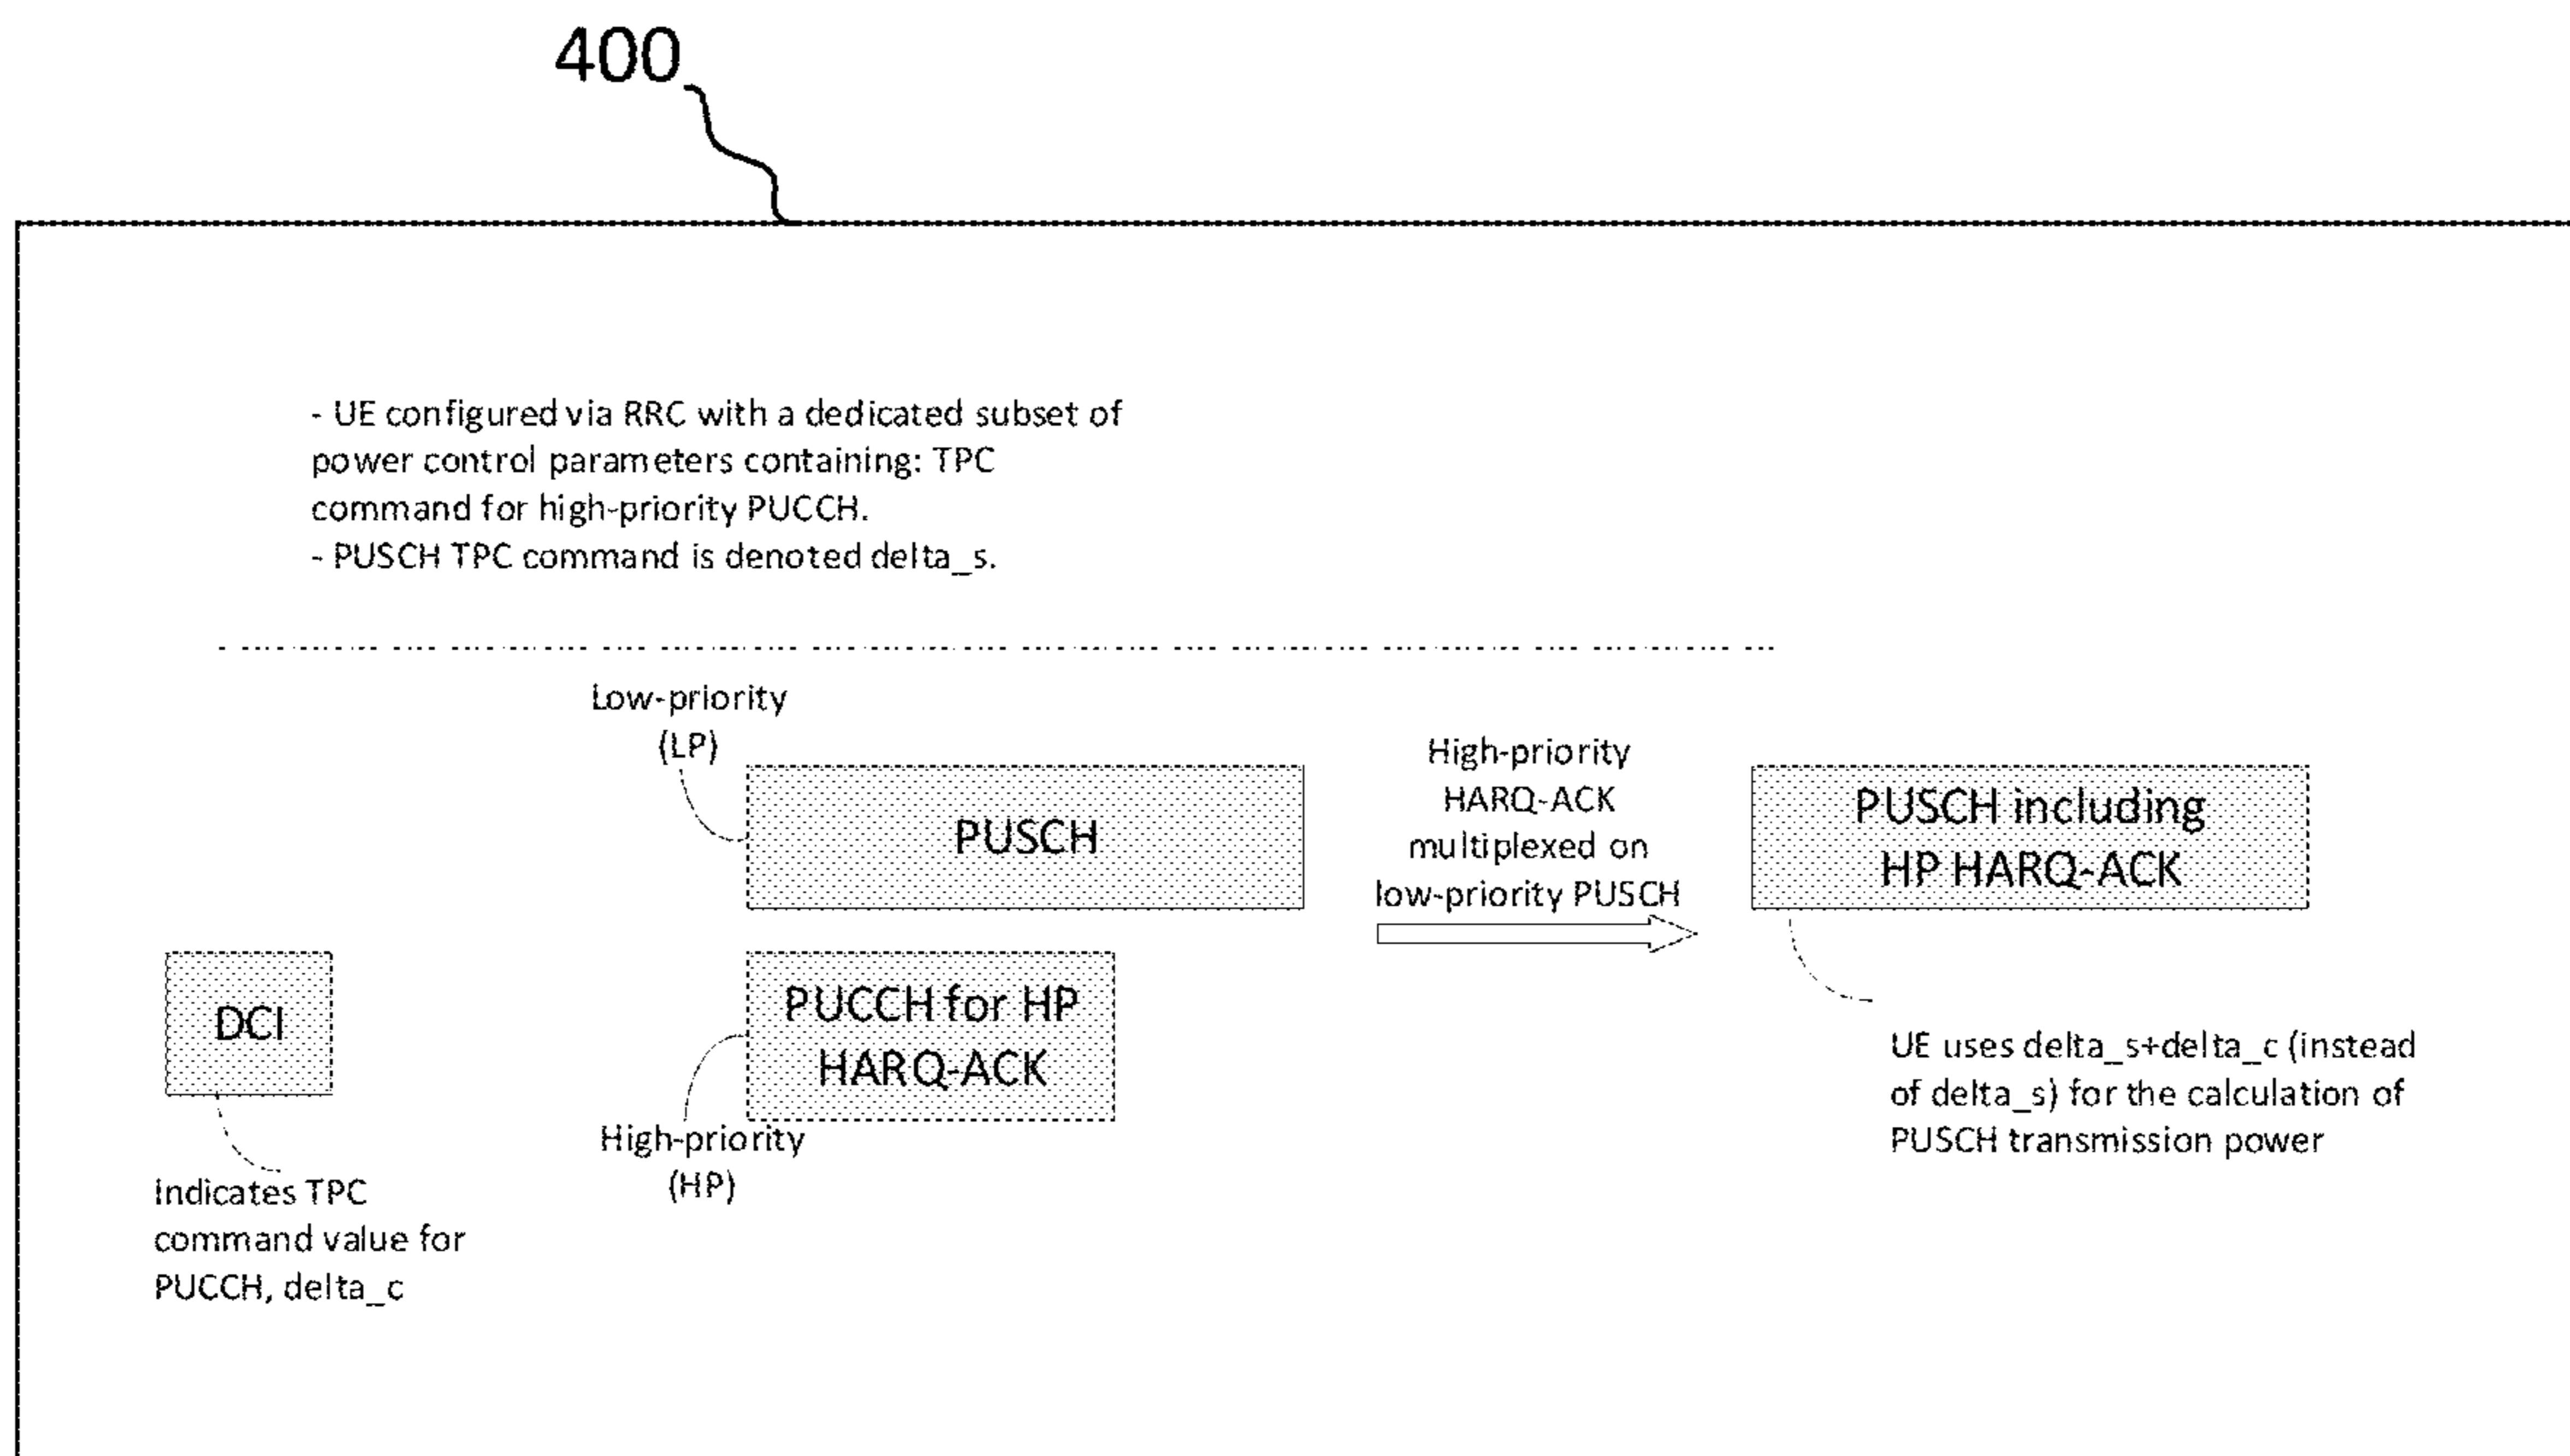 400
- UE configured via RRC with a dedicated subset of
power control parameters containing: TPC
command for high-priority PUCCH.
- PUSCH TPC command is denoted delta_s.
Low-priority
(LP)
PUSCH
High-priority
HARQ-ACK
multiplexed on
low-priority PUSCH
PUSCH including
HP HARQ-ACK
DCI
Indicates TPC
command value for
PUCCH, delta_c
PUCCH for HP
HARQ-ACK
High-priority
(HP)
UE uses delta_s+delta_c (instead
of delta_s) for the calculation of
PUSCH transmission power